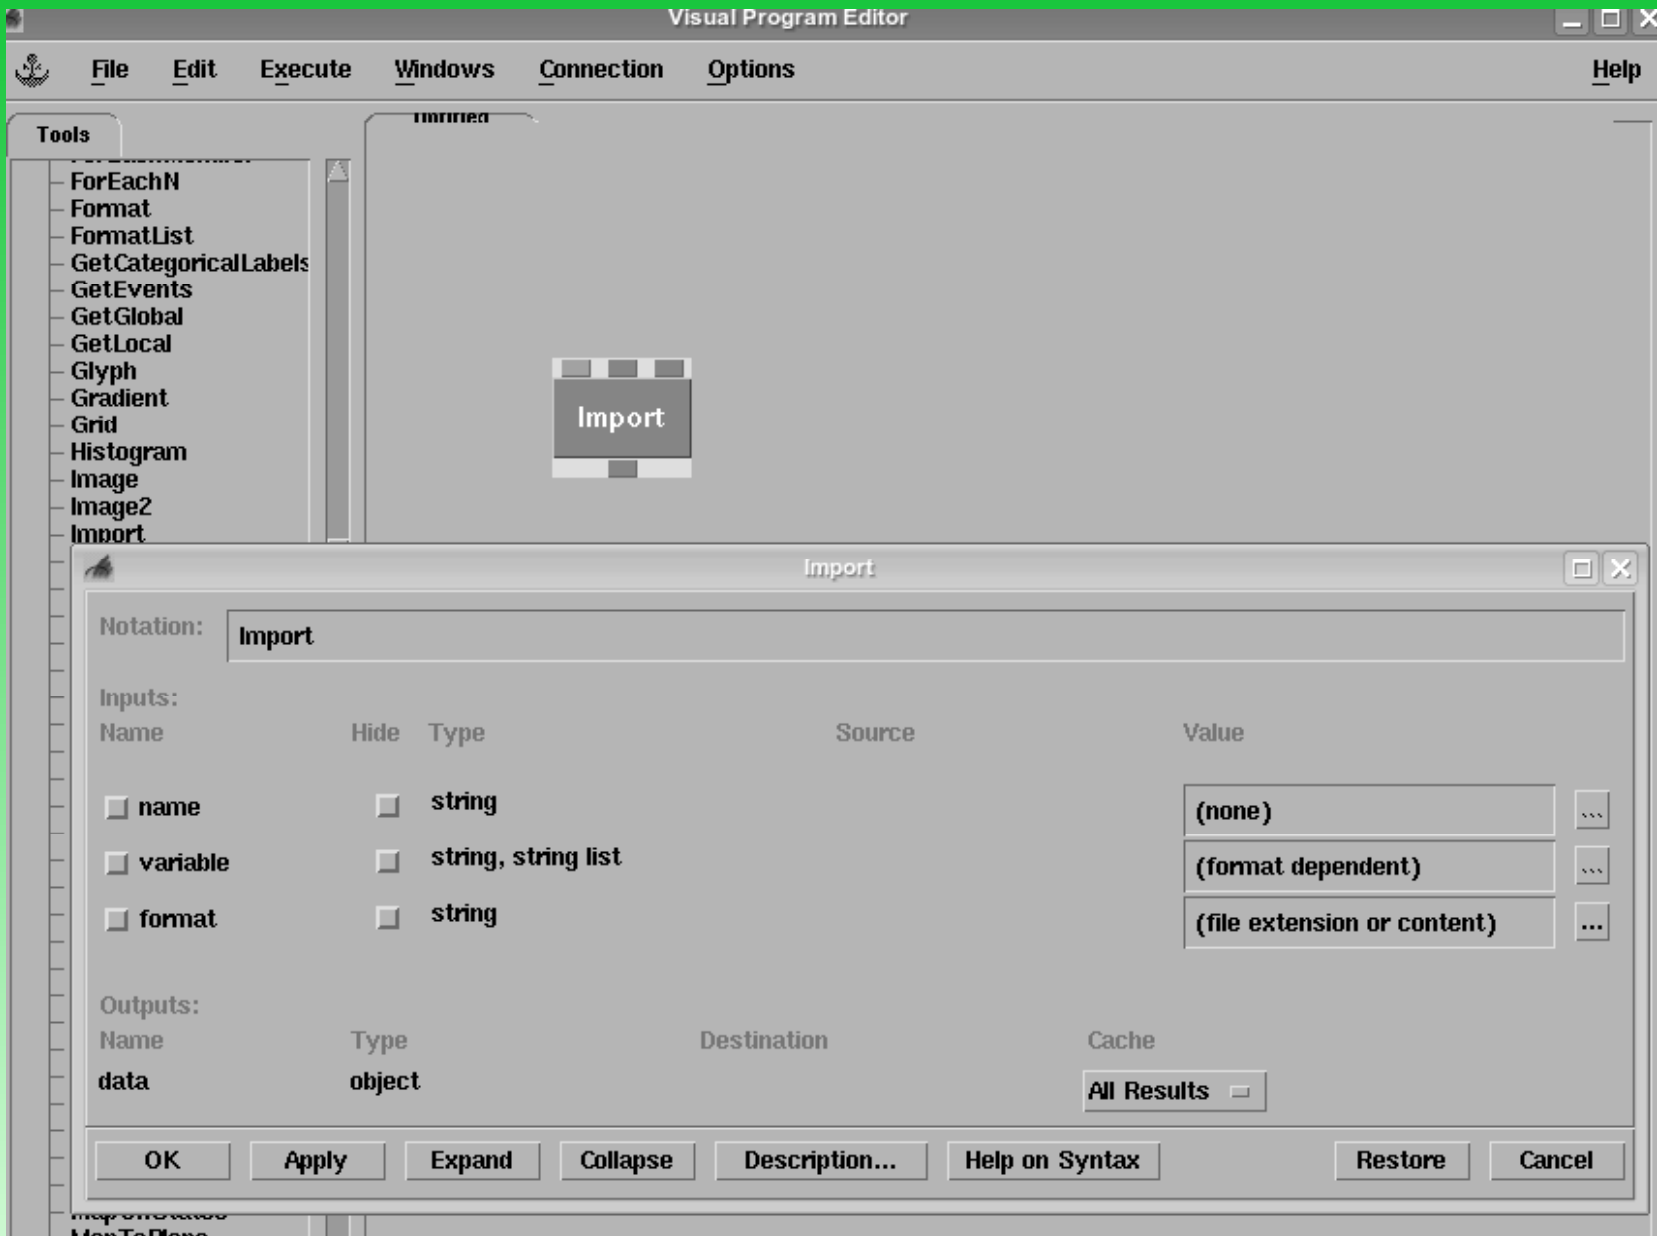 Visual Program Editor
File Edit Execute Windows Connection Options Help
Tools
Untitled
ForEachN
Format
FormatList
GetCategoricalLabels
GetEvents
GetGlobal
GetLocal
Glyph
Gradient
Grid
Histogram
Image
Image2
Import
Import
Import
Notation: Import
Inputs:
Name Hide Type Source Value
name string (none) ...
variable string, string list (format dependent) ...
format string (file extension or content) ...
Outputs:
Name Type Destination Cache
data object All Results
OK Apply Expand Collapse Description... Help on Syntax Restore Cancel
MapToPlane